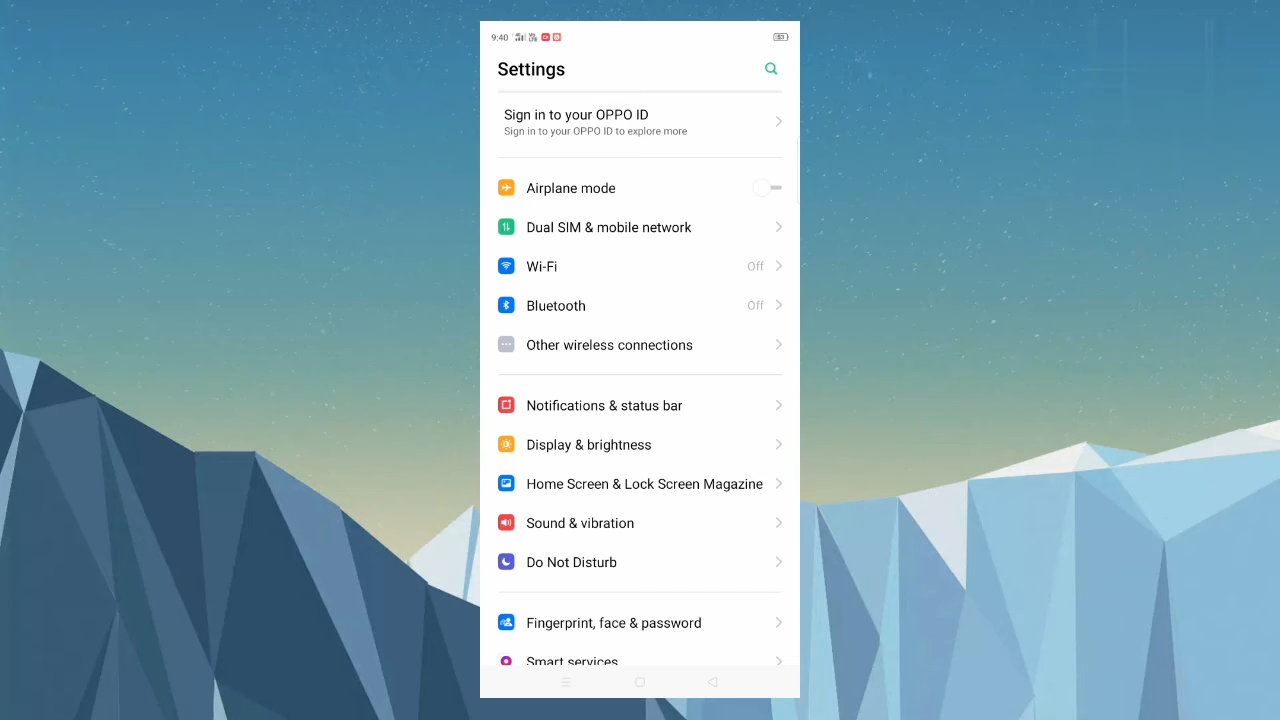 9:40
53
Settings
Sign in to your OPPO ID
Sign in to your OPPO ID to explore more
Airplane mode
Dual SIM & mobile network
Wi-Fi Off
Bluetooth Off
Other wireless connections
Notifications & status bar
Display & brightness
Home Screen & Lock Screen Magazine
Sound & vibration
Do Not Disturb
Fingerprint, face & password
Smart services